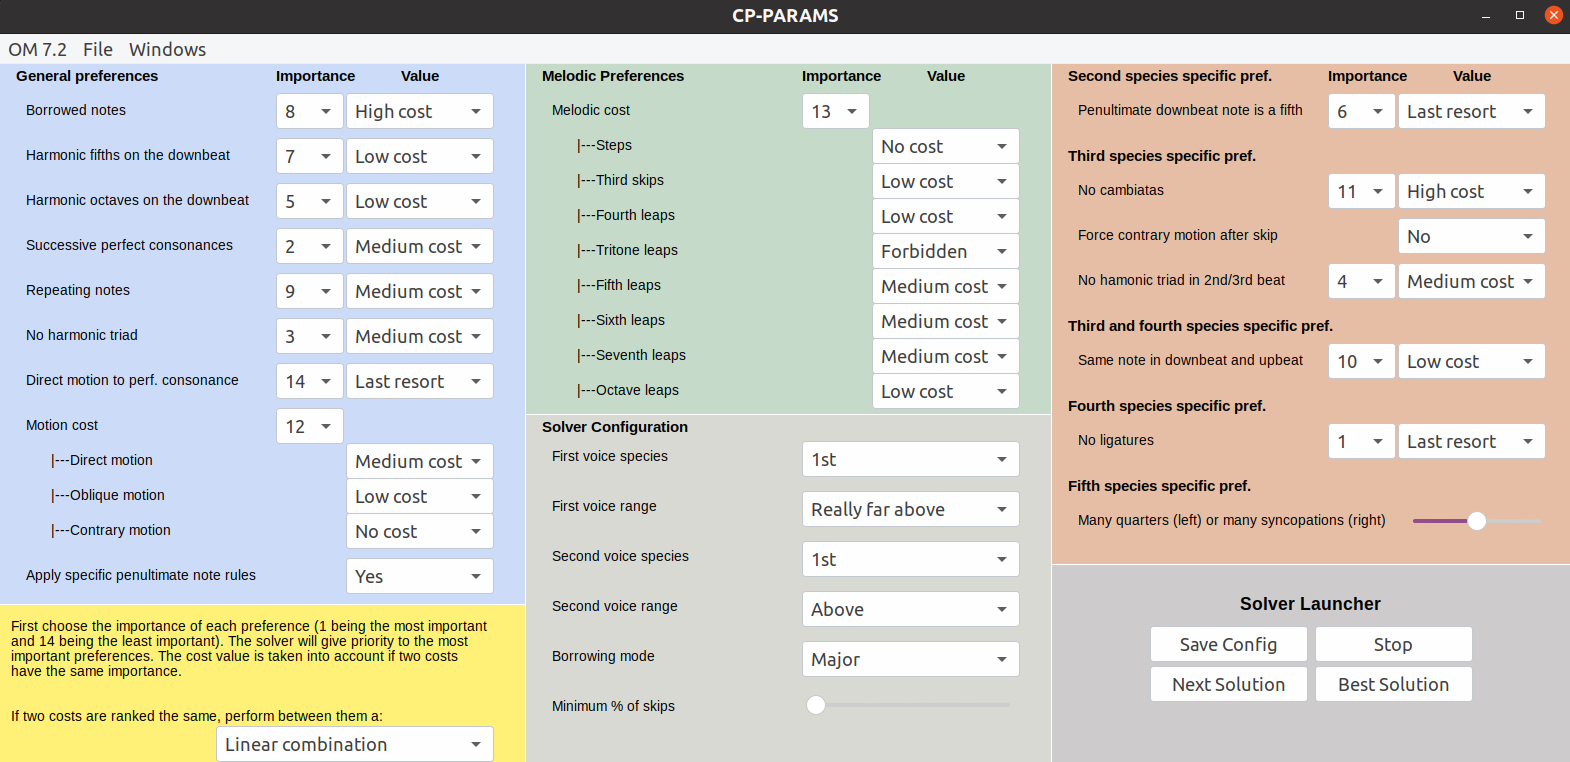 CP-PARAMS
OM 7.2 File Windows
General preferences Importance Value
Borrowed notes 8 High cost
Harmonic fifths on the downbeat 7 Low cost
Harmonic octaves on the downbeat 5 Low cost
Successive perfect consonances 2 Medium cost
Repeating notes 9 Medium cost
No harmonic triad 3 Medium cost
Direct motion to perf. consonance 14 Last resort
Motion cost 12
|---Direct motion Medium cost
|---Oblique motion Low cost
|---Contrary motion No cost
Apply specific penultimate note rules Yes
First choose the importance of each preference (1 being the most important
and 14 being the least important). The solver will give priority to the most
important preferences. The cost value is taken into account if two costs
have the same importance.
If two costs are ranked the same, perform between them a:
Linear combination
Melodic Preferences Importance Value
Melodic cost 13
|---Steps No cost
|---Third skips Low cost
|---Fourth leaps Low cost
|---Tritone leaps Forbidden
|---Fifth leaps Medium cost
|---Sixth leaps Medium cost
|---Seventh leaps Medium cost
|---Octave leaps Low cost
Solver Configuration
First voice species 1st
First voice range Really far above
Second voice species 1st
Second voice range Above
Borrowing mode Major
Minimum % of skips
Second species specific pref. Importance Value
Penultimate downbeat note is a fifth 6 Last resort
Third species specific pref.
No cambiatas 11 High cost
Force contrary motion after skip No
No hamonic triad in 2nd/3rd beat 4 Medium cost
Third and fourth species specific pref.
Same note in downbeat and upbeat 10 Low cost
Fourth species specific pref.
No ligatures 1 Last resort
Fifth species specific pref.
Many quarters (left) or many syncopations (right)
Solver Launcher
Save Config Stop
Next Solution Best Solution